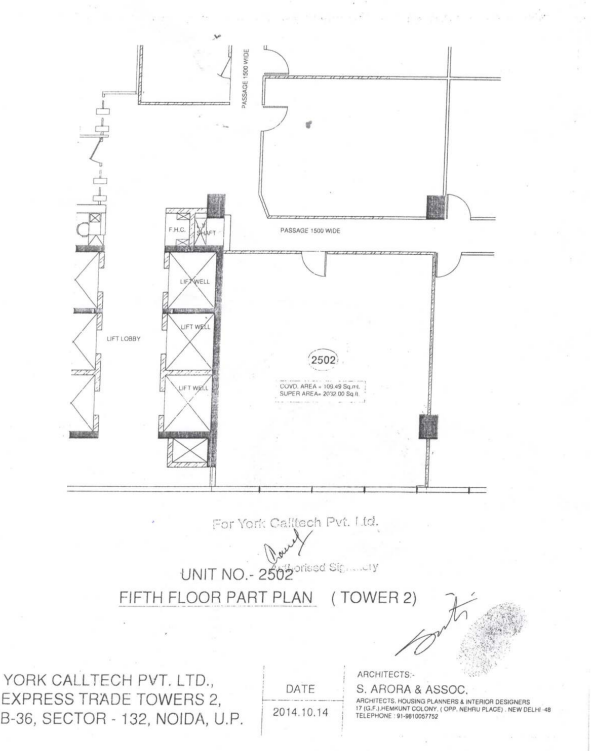 PASSAGE 1500 WIDE
F.H.C.
SHAFT
PASSAGE 1500 WIDE
LIFT WELL
LIFT WELL
LIFT LOBBY
LIFT WELL
2502
COVD. AREA = 109.49 Sq.mt.
SUPER AREA= 2032.00 Sq.ft.
For York Calltech Pvt. Ltd.
Authorised Signatory
UNIT NO.- 2502
FIFTH FLOOR PART PLAN ( TOWER 2)
YORK CALLTECH PVT. LTD.,
EXPRESS TRADE TOWERS 2,
B-36, SECTOR - 132, NOIDA, U.P.
DATE
2014.10.14
ARCHITECTS:-
S. ARORA & ASSOC.
ARCHITECTS, HOUSING PLANNERS & INTERIOR DESIGNERS
17 (G.F.),HEMKUNT COLONY, ( OPP. NEHRU PLACE) , NEW DELHI -48
TELEPHONE : 91-9810057752